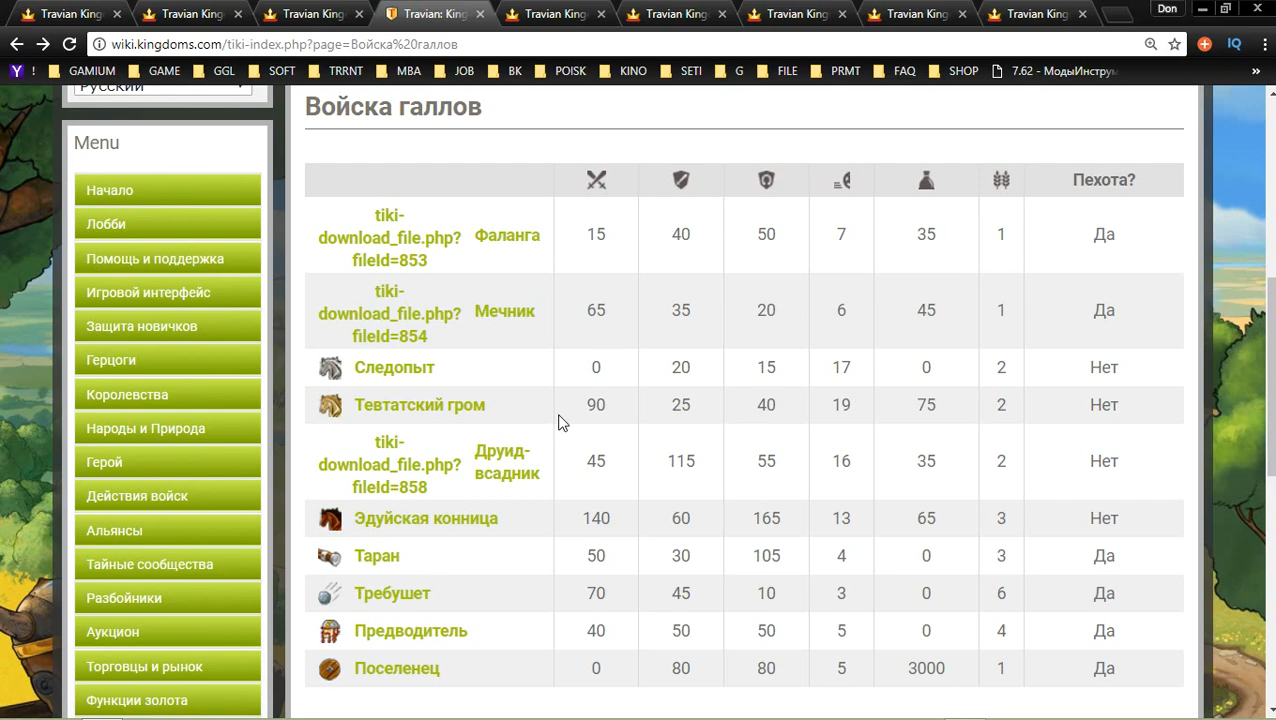 Travian King
Travian King
Travian King
Travian: King
Travian King
Travian King
Travian King
Travian King
Travian King
Don
wiki.kingdoms.com/tiki-index.php?page=Войска%20галлов
IQ
Y !
GAMIUM
GAME
GGL
SOFT
TRRNT
MBA
JOB
BK
POISK
KINO
SETI
G
FILE
PRMT
FAQ
SHOP
7.62 - МодыИнструм
»
Русский
Menu
Начало
Лобби
Помощь и поддержка
Игровой интерфейс
Защита новичков
Герцоги
Королевства
Народы и Природа
Герой
Действия войск
Альянсы
Тайные сообщества
Разбойники
Аукцион
Торговцы и рынок
Функции золота
Войска галлов
Пехота?
tiki-
download_file.php? Фаланга 15 40 50 7 35 1 Да
fileId=853
tiki-
download_file.php? Мечник 65 35 20 6 45 1 Да
fileId=854
Следопыт 0 20 15 17 0 2 Нет
Тевтатский гром 90 25 40 19 75 2 Нет
tiki-
download_file.php? Друид-
всадник 45 115 55 16 35 2 Нет
fileId=858
Эдуйская конница 140 60 165 13 65 3 Нет
Таран 50 30 105 4 0 3 Да
Требушет 70 45 10 3 0 6 Да
Предводитель 40 50 50 5 0 4 Да
Поселенец 0 80 80 5 3000 1 Да